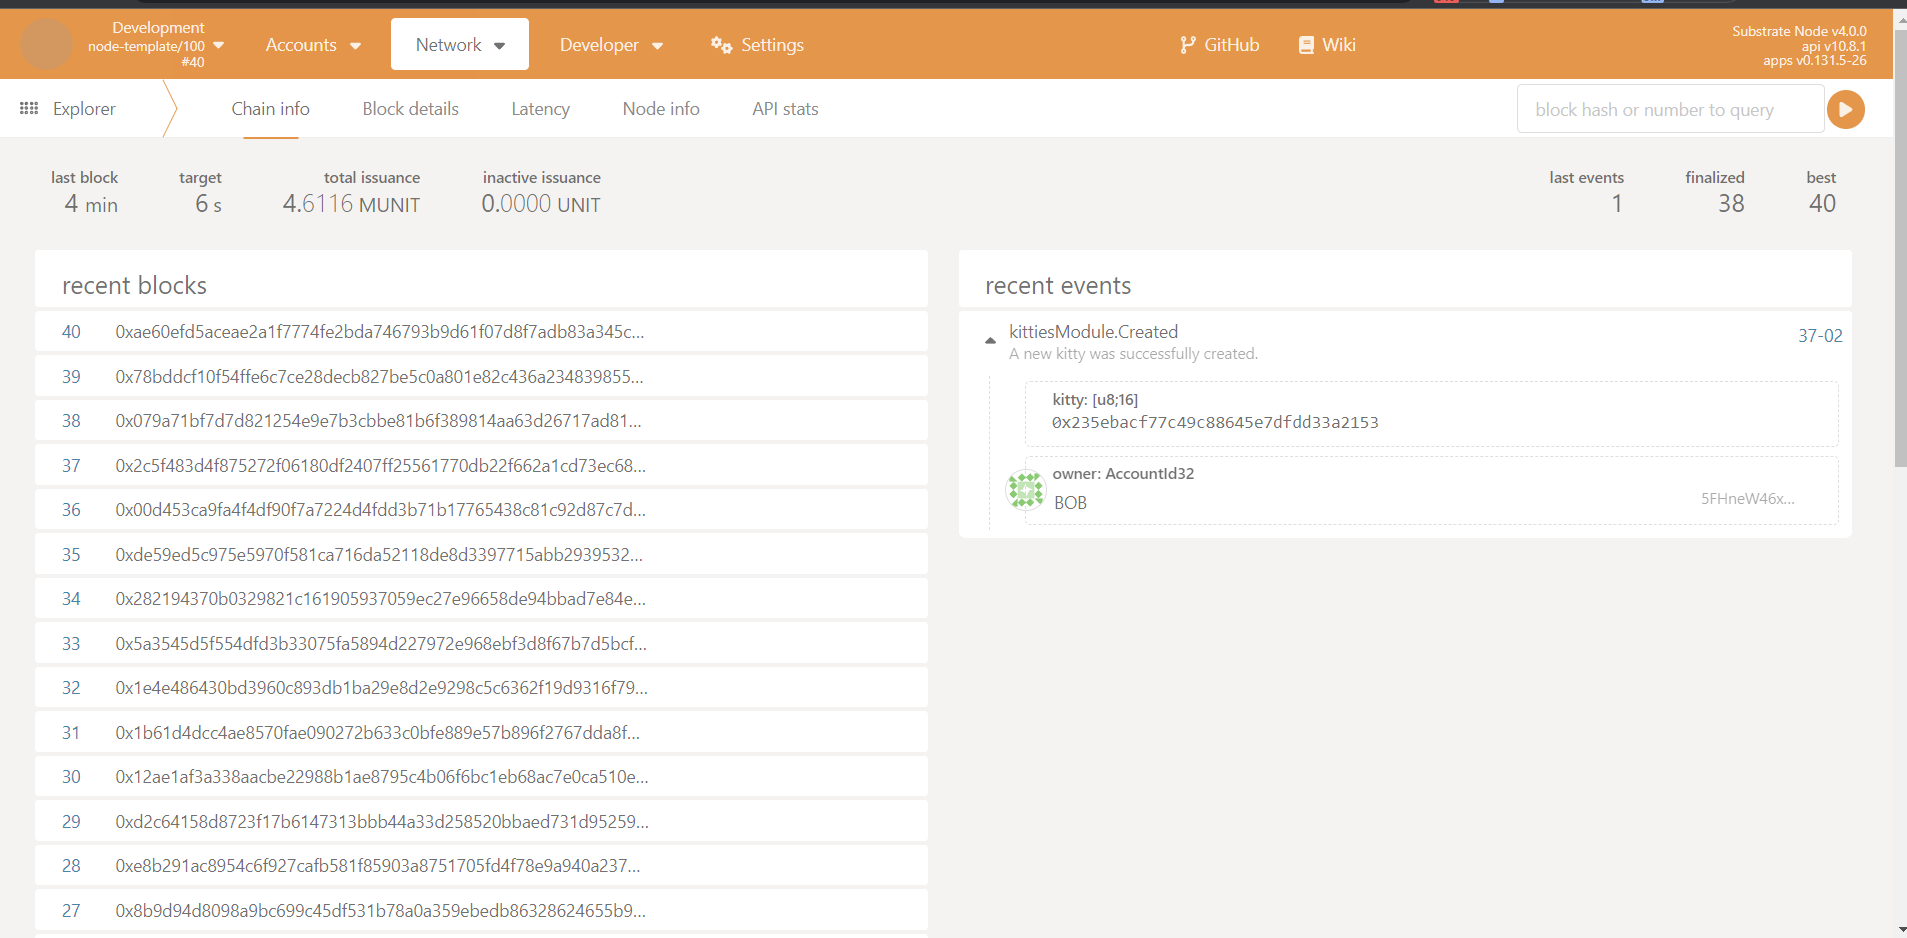 Development
node-template/100
#40
Accounts
Network
Developer
Settings
GitHub
Wiki
Substrate Node v4.0.0
api v10.8.1
apps v0.131.5-26
Explorer
Chain info
Block details
Latency
Node info
API stats
block hash or number to query
last block
4 min
target
6 s
total issuance
4.6116 MUNIT
inactive issuance
0.0000 UNIT
last events
1
finalized
38
best
40
recent blocks
40 0xae60efd5aceae2a1f7774fe2bda746793b9d61f07d8f7adb83a345c...
39 0x78bddcf10f54ffe6c7ce28decb827be5c0a801e82c436a234839855...
38 0x079a71bf7d7d821254e9e7b3cbbe81b6f389814aa63d26717ad81...
37 0x2c5f483d4f875272f06180df2407ff25561770db22f662a1cd73ec68...
36 0x00d453ca9fa4f4df90f7a7224d4fdd3b71b17765438c81c92d87c7d...
35 0xde59ed5c975e5970f581ca716da52118de8d3397715abb2939532...
34 0x282194370b0329821c161905937059ec27e96658de94bbad7e84e...
33 0x5a3545d5f554dfd3b33075fa5894d227972e968ebf3d8f67b7d5bcf...
32 0x1e4e486430bd3960c893db1ba29e8d2e9298c5c6362f19d9316f79...
31 0x1b61d4dcc4ae8570fae090272b633c0bfe889e57b896f2767dda8f...
30 0x12ae1af3a338aacbe22988b1ae8795c4b06f6bc1eb68ac7e0ca510e...
29 0xd2c64158d8723f17b6147313bbb44a33d258520bbaed731d95259...
28 0xe8b291ac8954c6f927cafb581f85903a8751705fd4f78e9a940a237...
27 0x8b9d94d8098a9bc699c45df531b78a0a359ebedb86328624655b9...
recent events
kittiesModule.Created
37-02
A new kitty was successfully created.
kitty: [u8;16]
0x235ebacf77c49c88645e7dfdd33a2153
owner: AccountId32
BOB
5FHneW46x...